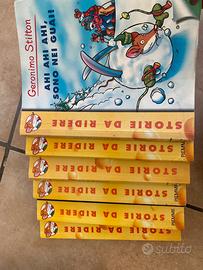 Geronimo Stilton
AHI AHI AHI,
SONO NEI GUAI!
STORIE DA RIDERE
STORIE DA RIDERE
STORIE DA RIDERE
STORIE DA RIDERE
STORIE DA RIDERE
STORIE DA RIDERE
subito